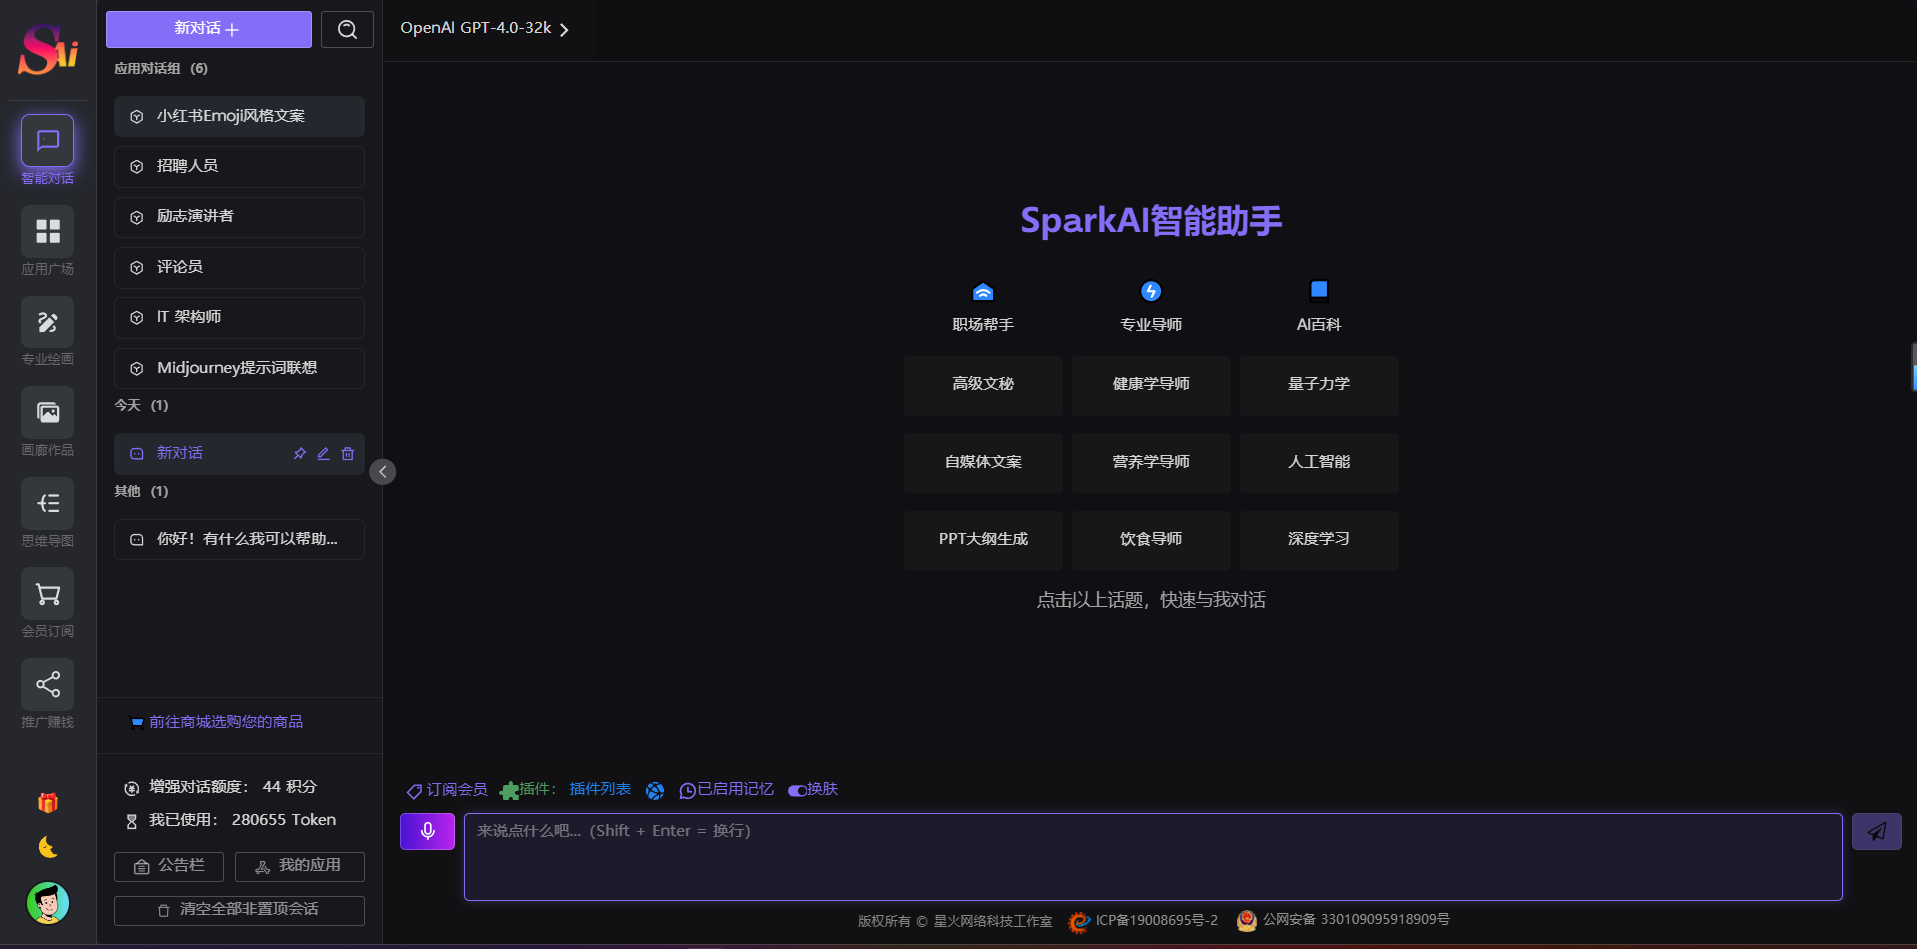 SAi
智能对话
应用广场
专业绘画
画廊作品
思维导图
会员订阅
推广赚钱
新对话
应用对话组 (6)
小红书Emoji风格文案
招聘人员
励志演讲者
评论员
IT 架构师
Midjourney提示词联想
今天 (1)
新对话
其他 (1)
你好！有什么我可以帮助...
前往商城选购您的商品
增强对话额度： 44 积分
我已使用： 280655 Token
公告栏 我的应用
清空全部非置顶会话
OpenAI GPT-4.0-32k
SparkAI智能助手
职场帮手 专业导师 AI百科
高级文秘 健康学导师 量子力学
自媒体文案 营养学导师 人工智能
PPT大纲生成 饮食导师 深度学习
点击以上话题，快速与我对话
订阅会员 插件： 插件列表 已启用记忆 换肤
来说点什么吧... (Shift + Enter = 换行)
版权所有 © 星火网络科技工作室 ICP备19008695号-2 公网安备 330109095918909号